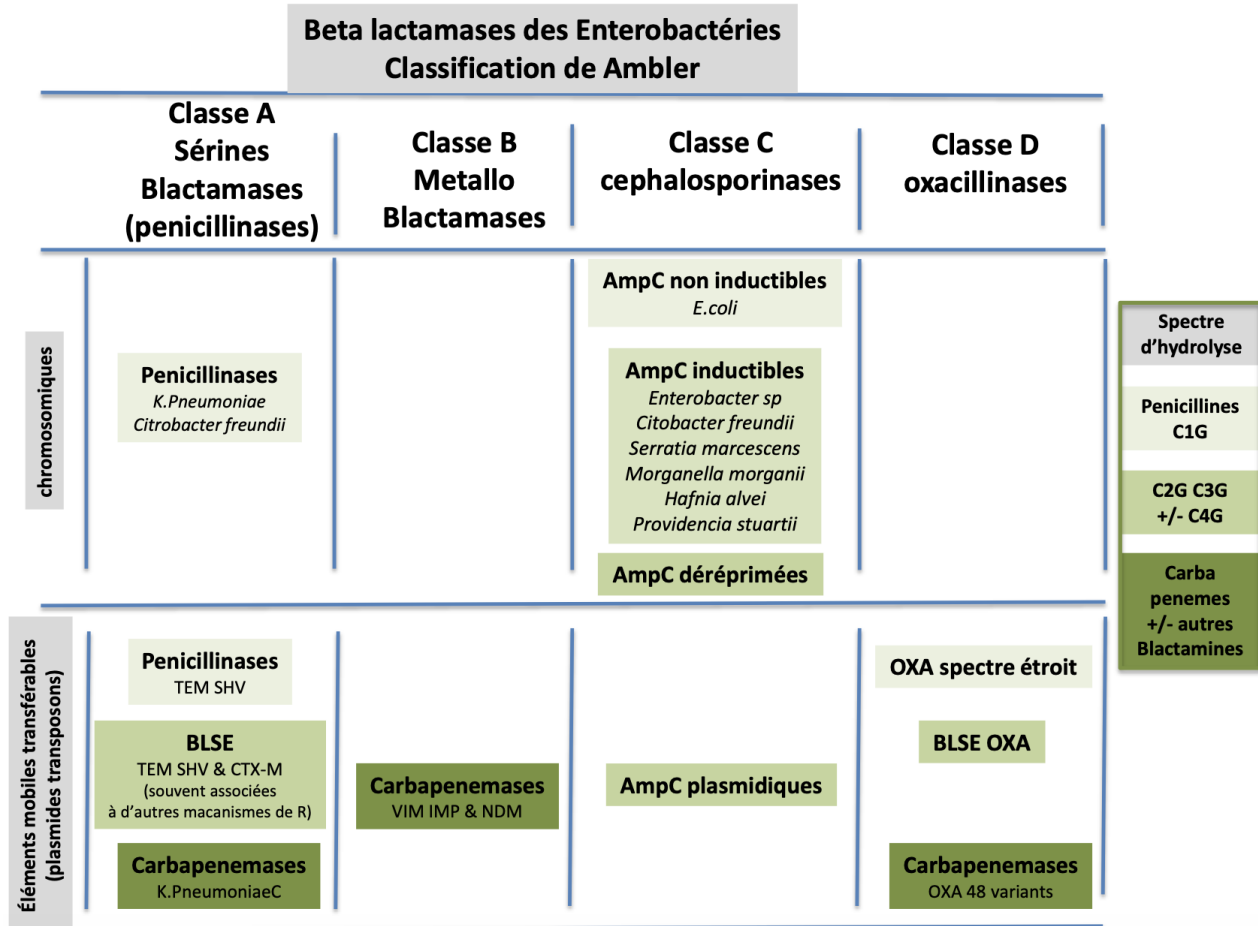 Beta lactamases des Enterobactéries
Classification de Ambler
Classe A
Sérines
Blactamases
(penicillinases)
Classe B
Metallo
Blactamases
Classe C
cephalosporinases
Classe D
oxacillinases
chromosomiques
Penicillinases
K.Pneumoniae
Citrobacter freundii
AmpC non inductibles
E.coli
AmpC inductibles
Enterobacter sp
Citobacter freundii
Serratia marcescens
Morganella morganii
Hafnia alvei
Providencia stuartii
AmpC déréprimées
Spectre
d’hydrolyse
Penicillines
C1G
C2G C3G
+/- C4G
Carba
penemes
+/- autres
Blactamines
Éléments mobiles transférables
(plasmides transposons)
Penicillinases
TEM SHV
BLSE
TEM SHV & CTX-M
(souvent associées
à d’autres macanismes de R)
Carbapenemases
K.PneumoniaeC
Carbapenemases
VIM IMP & NDM
AmpC plasmidiques
OXA spectre étroit
BLSE OXA
Carbapenemases
OXA 48 variants